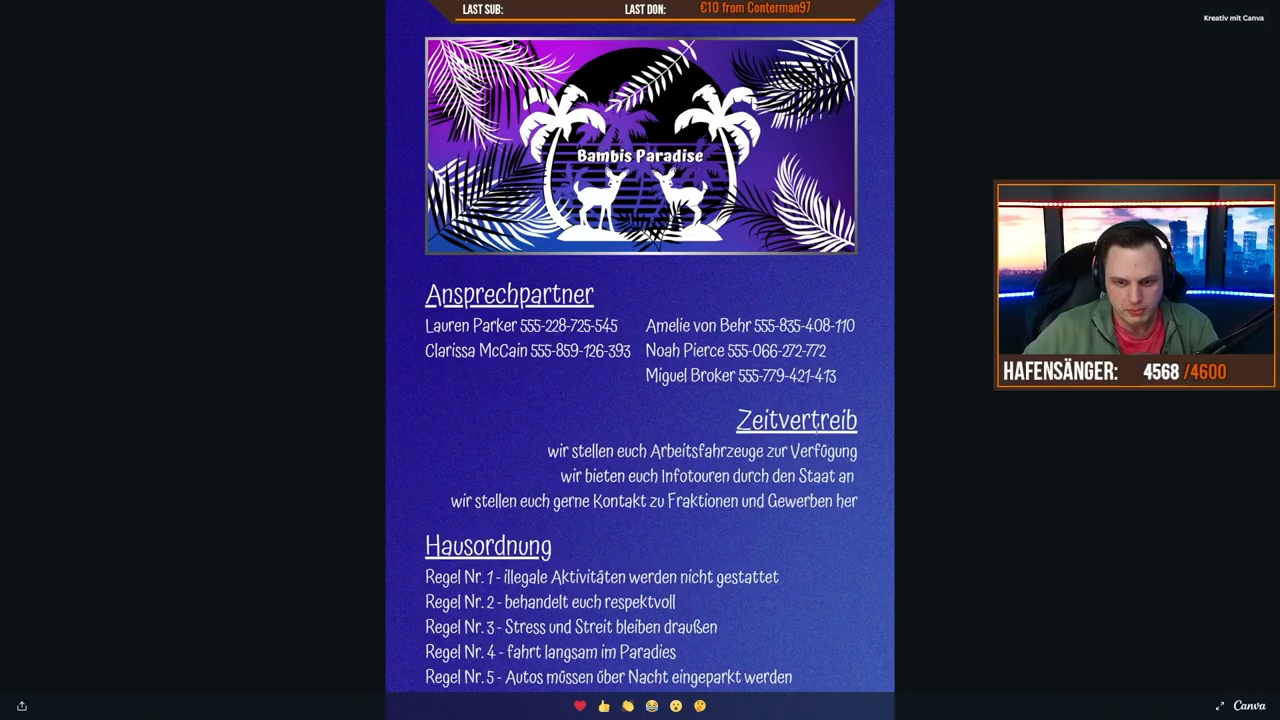 LAST SUB:
LAST DON:
€10 from Conterman97
Kreativ mit Canva
Bambis Paradise
Ansprechpartner
Lauren Parker 555-228-725-545
Clarissa McCain 555-859-126-393
Amelie von Behr 555-835-408-110
Noah Pierce 555-066-272-772
Miguel Broker 555-779-421-413
HAFENSÄNGER: 4568 /4600
Zeitvertreib
wir stellen euch Arbeitsfahrzeuge zur Verfügung
wir bieten euch Infotouren durch den Staat an
wir stellen euch gerne Kontakt zu Fraktionen und Gewerben her
Hausordnung
Regel Nr. 1 - illegale Aktivitäten werden nicht gestattet
Regel Nr. 2 - behandelt euch respektvoll
Regel Nr. 3 - Stress und Streit bleiben draußen
Regel Nr. 4 - fahrt langsam im Paradies
Regel Nr. 5 - Autos müssen über Nacht eingeparkt werden
Canva